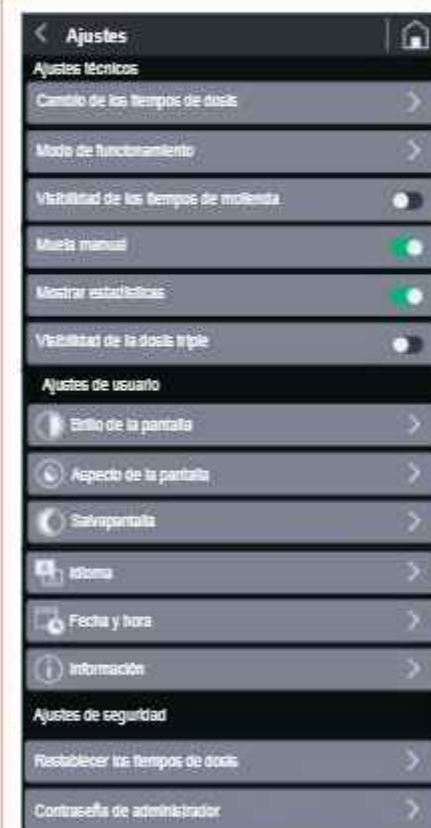 Ajustes
Ajustes técnicos
Cambio de los tiempos de dosis
Modo de funcionamiento
Visibilidad de los tiempos de molienda
Muela manual
Mostrar estadísticas
Visibilidad de la dosis triple
Ajustes de usuario
Brillo de la pantalla
Aspecto de la pantalla
Salvapantalla
Idioma
Fecha y hora
Información
Ajustes de seguridad
Restablecer los tiempos de dosis
Contraseña de administrador